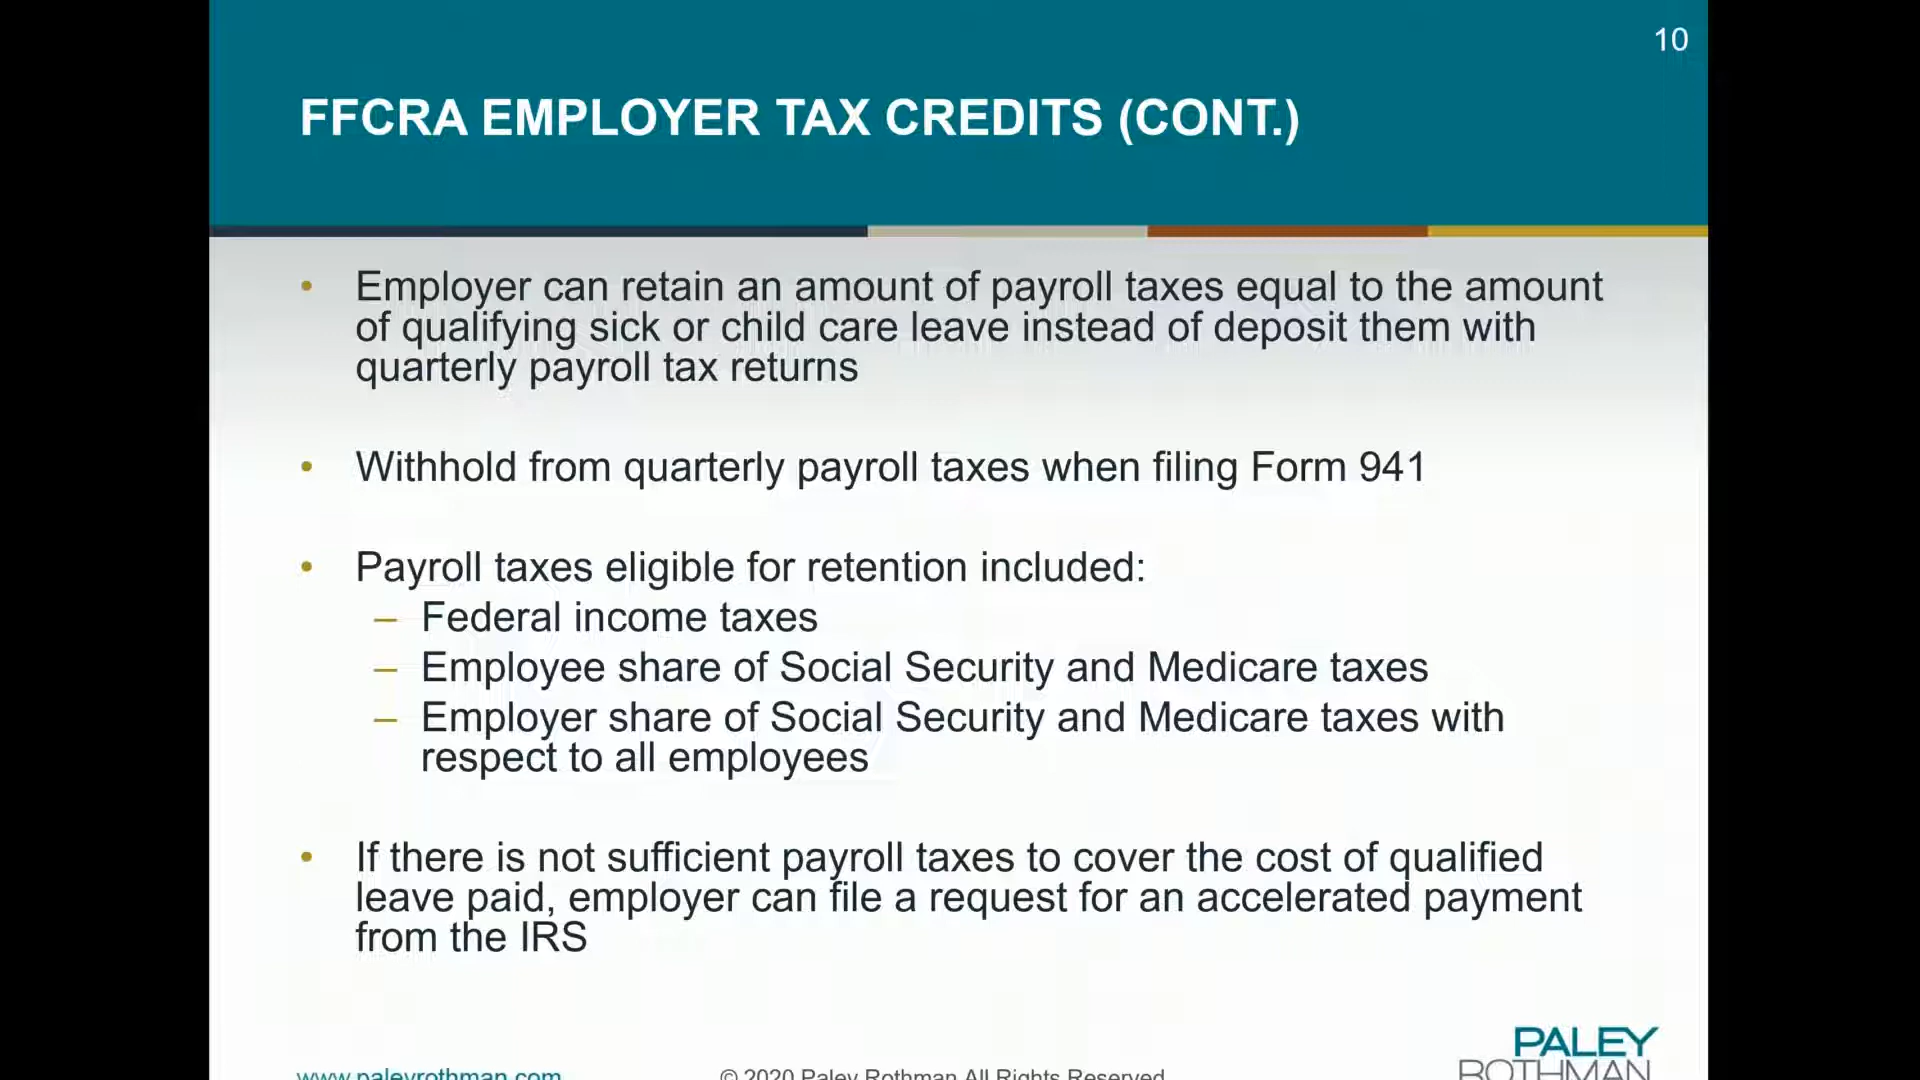 10
FFCRA EMPLOYER TAX CREDITS (CONT.)
• Employer can retain an amount of payroll taxes equal to the amount
of qualifying sick or child care leave instead of deposit them with
quarterly payroll tax returns
• Withhold from quarterly payroll taxes when filing Form 941
• Payroll taxes eligible for retention included:
– Federal income taxes
– Employee share of Social Security and Medicare taxes
– Employer share of Social Security and Medicare taxes with
respect to all employees
• If there is not sufficient payroll taxes to cover the cost of qualified
leave paid, employer can file a request for an accelerated payment
from the IRS
PALEY
ROTHMAN
www.paleyrothman.com
© 2020 Paley Rothman All Rights Reserved